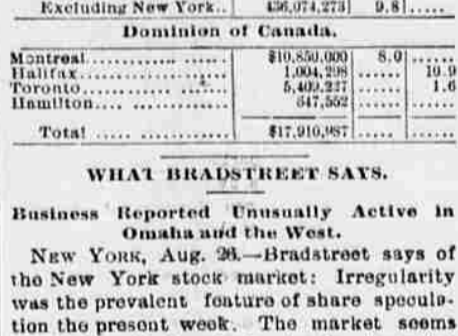 Excluding New York.. 436,074,273 9.8 .....
Dominion of Canada.
Montreal.................... $10,850,000 8.0 ......
Halifax...................... 1,004,298 ...... 10.9
Toronto..................... 5,409,237 ...... 1.6
Hamilton.... ............... 647,552 ...... ......
Total ..... .............. $17,910,987 ...... ......
WHAT BRADSTREET SAYS.
Business Reported Unusually Active in
Omaha and the West.
NEW YORK, Aug. 26.—Bradstreet says of
the New York stock market: Irregularity
was the prevalent feature of share specula-
tion the present week. The market seems